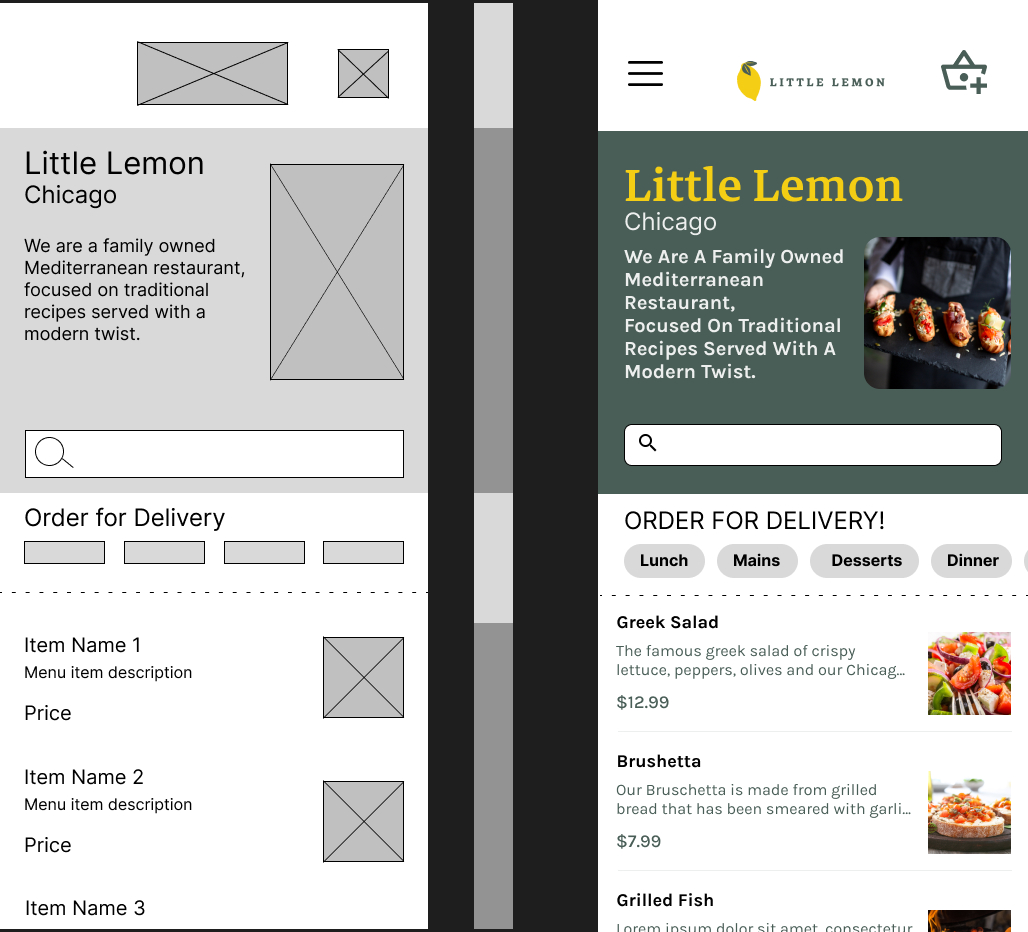 Little Lemon
Chicago
We are a family owned
Mediterranean restaurant,
focused on traditional
recipes served with a
modern twist.
Order for Delivery
Item Name 1
Menu item description
Price
Item Name 2
Menu item description
Price
Item Name 3
LITTLE LEMON
Little Lemon
Chicago
We Are A Family Owned
Mediterranean
Restaurant,
Focused On Traditional
Recipes Served With A
Modern Twist.
ORDER FOR DELIVERY!
Lunch Mains Desserts Dinner
Greek Salad
The famous greek salad of crispy
lettuce, peppers, olives and our Chicag...
$12.99
Brushetta
Our Bruschetta is made from grilled
bread that has been smeared with garli...
$7.99
Grilled Fish
Lorem ipsum dolor sit amet, consectetur